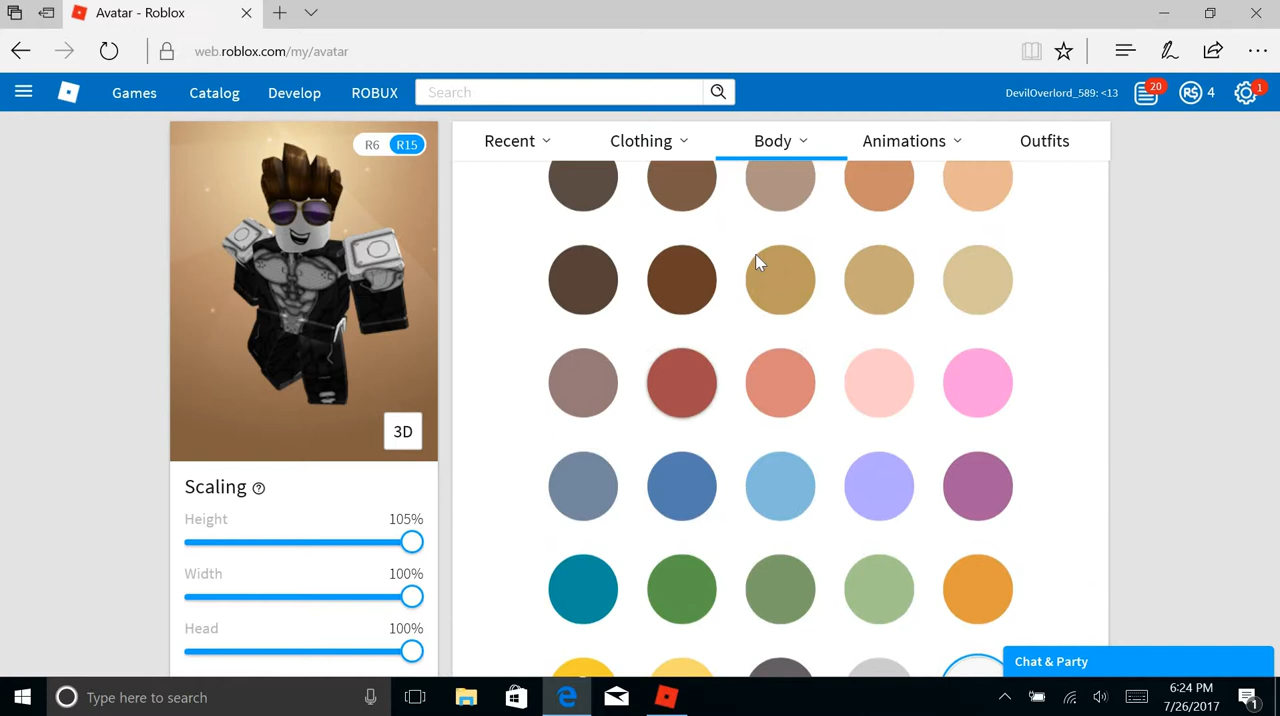 Avatar - Roblox
web.roblox.com/my/avatar
Games Catalog Develop ROBUX Search DevilOverlord_589: <13 20 R$ 4 1
R6 R15
Recent Clothing Body Animations Outfits
3D
Scaling ?
Height 105%
Width 100%
Head 100%
Chat & Party
Type here to search
6:24 PM
7/26/2017
1